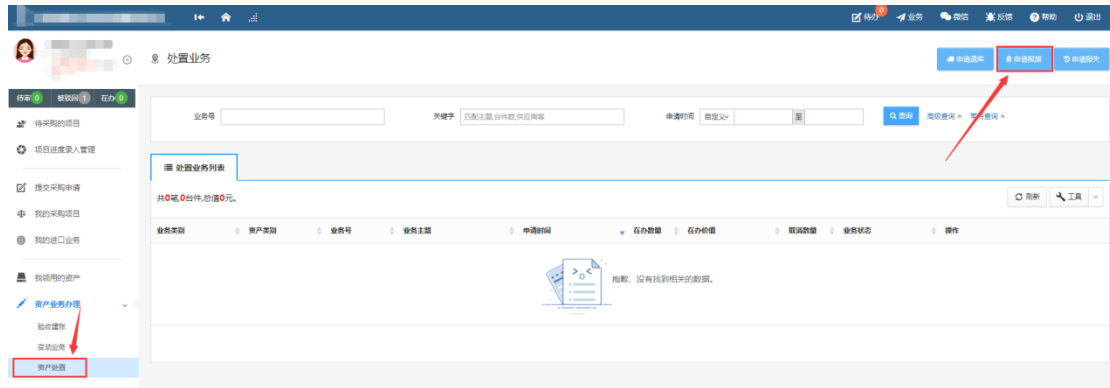 待办 0 业务 微信 反馈 帮助 退出
处置业务
申请退库 申请报废 申请报失
待审 0 被驳回 1 在办 0
业务号 关键字 匹配主题,台件数,供应商等 申请时间 自定义 至 查询 高级查询 常用查询
待采购的项目
项目进度录入管理
处置业务列表
提交采购申请
共0笔,0台件,总值0元。 刷新 工具
我的采购项目
业务类别 资产类别 业务号 业务主题 申请时间 在办数量 在办价值 取消数量 业务状态 操作
我的进口业务
我领用的资产
抱歉，没有找到相关的数据。
资产业务办理
验收建账
变动业务
资产处置